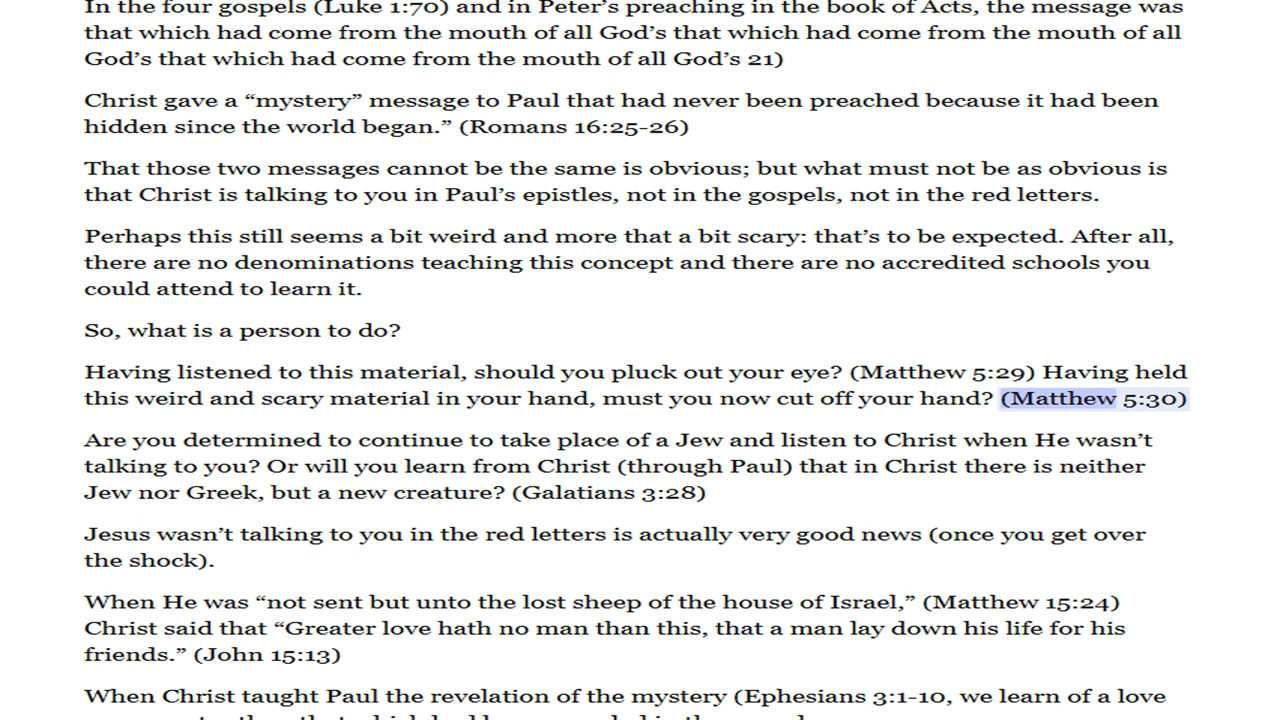 In the four gospels (Luke 1:70) and in Peter’s preaching in the book of Acts, the message was
that which had come from the mouth of all God’s that which had come from the mouth of all
God’s that which had come from the mouth of all God’s 21)
Christ gave a “mystery” message to Paul that had never been preached because it had been
hidden since the world began.” (Romans 16:25-26)
That those two messages cannot be the same is obvious; but what must not be as obvious is
that Christ is talking to you in Paul’s epistles, not in the gospels, not in the red letters.
Perhaps this still seems a bit weird and more that a bit scary: that’s to be expected. After all,
there are no denominations teaching this concept and there are no accredited schools you
could attend to learn it.
So, what is a person to do?
Having listened to this material, should you pluck out your eye? (Matthew 5:29) Having held
this weird and scary material in your hand, must you now cut off your hand? (Matthew 5:30)
Are you determined to continue to take place of a Jew and listen to Christ when He wasn’t
talking to you? Or will you learn from Christ (through Paul) that in Christ there is neither
Jew nor Greek, but a new creature? (Galatians 3:28)
Jesus wasn’t talking to you in the red letters is actually very good news (once you get over
the shock).
When He was “not sent but unto the lost sheep of the house of Israel,” (Matthew 15:24)
Christ said that “Greater love hath no man than this, that a man lay down his life for his
friends.” (John 15:13)
When Christ taught Paul the revelation of the mystery (Ephesians 3:1-10, we learn of a love